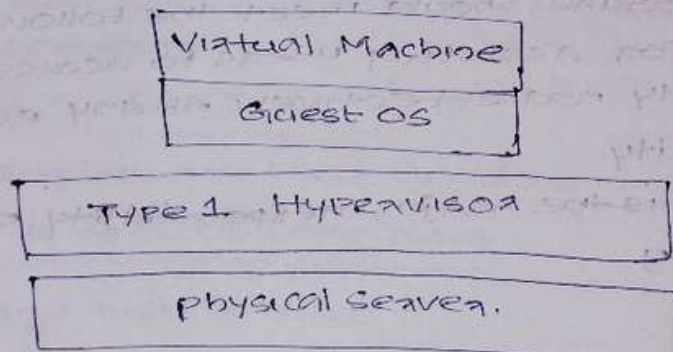 Virtual Machine
Guest OS
TYPE 1 HYPERVISOR
physical server.